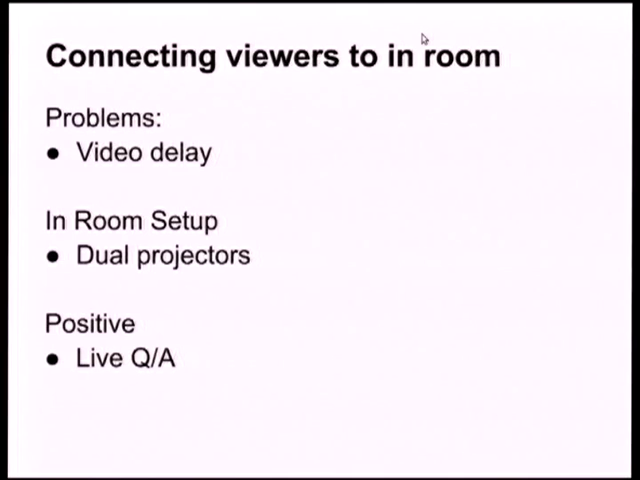 Connecting viewers to in room
Problems:
● Video delay
In Room Setup
● Dual projectors
Positive
● Live Q/A